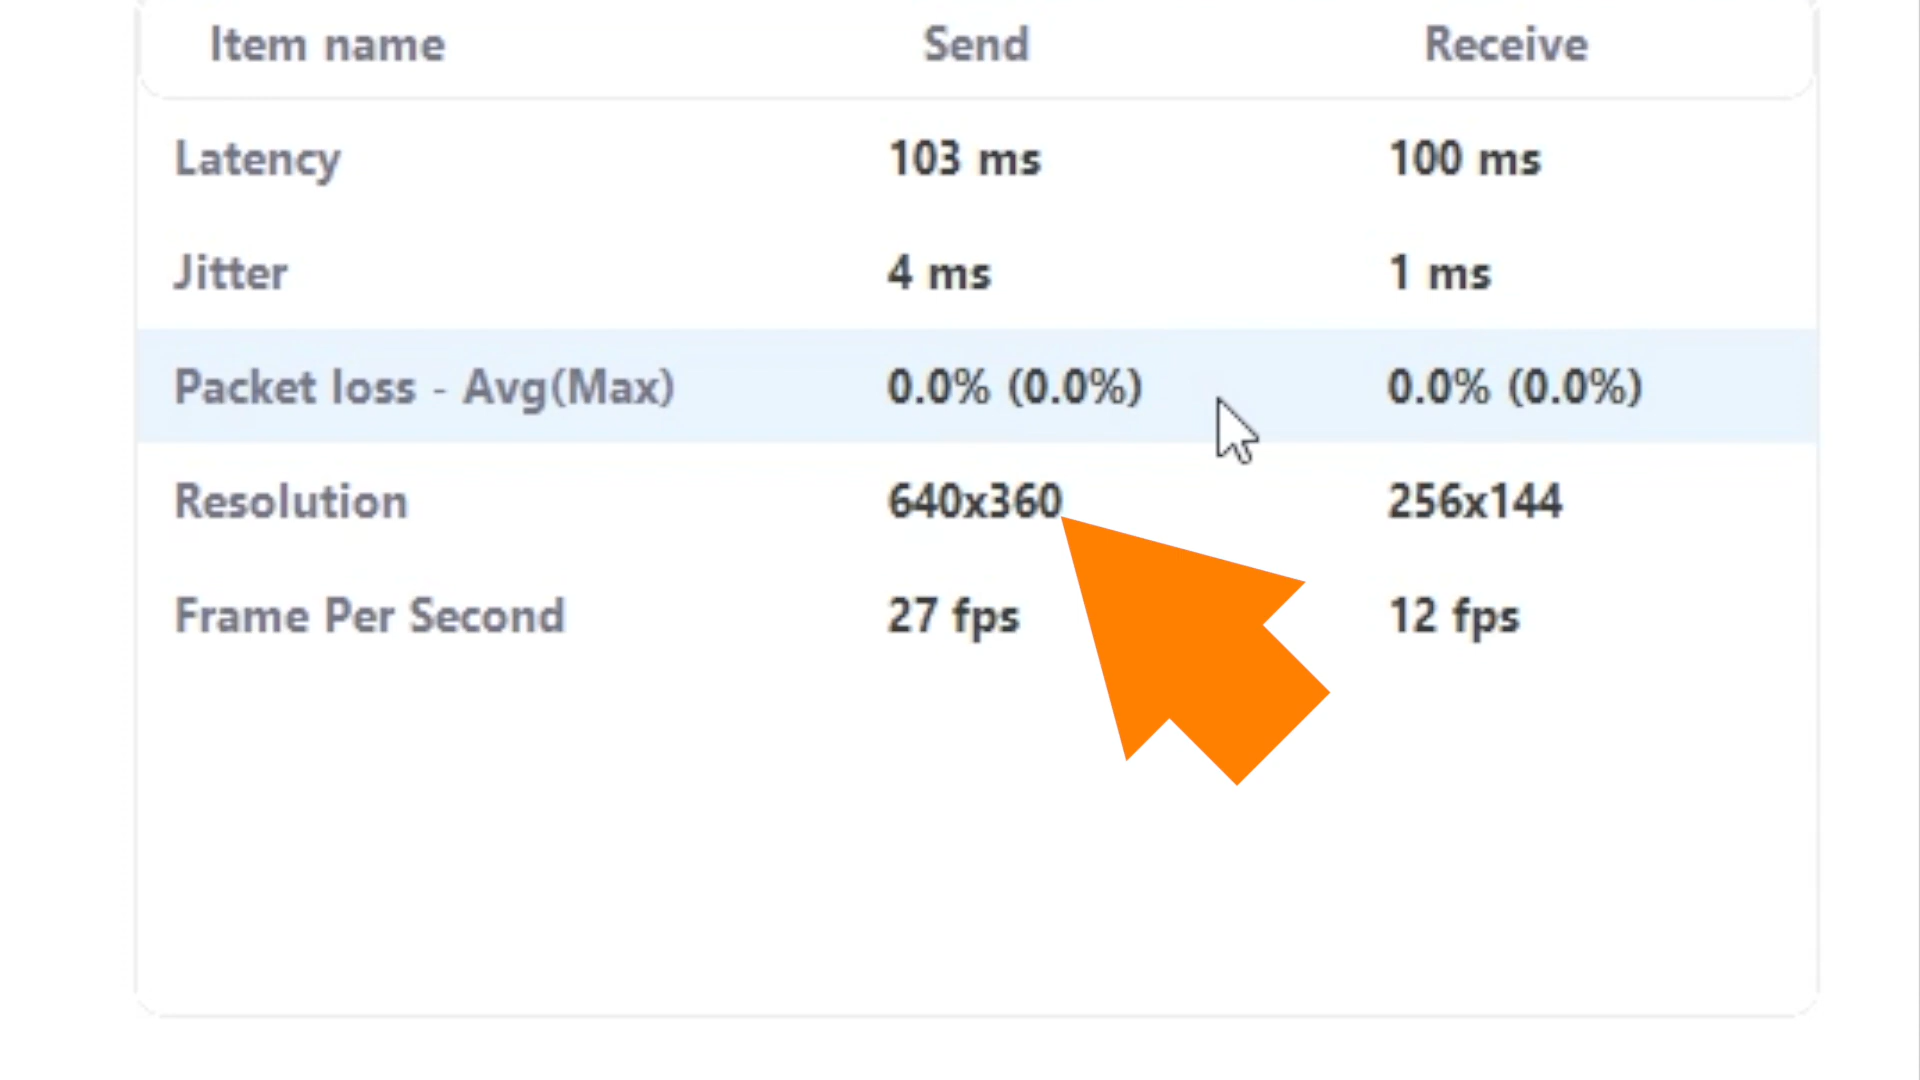 Item name Send Receive
Latency 103 ms 100 ms
Jitter 4 ms 1 ms
Packet loss - Avg(Max) 0.0% (0.0%) 0.0% (0.0%)
Resolution 640x360 256x144
Frame Per Second 27 fps 12 fps